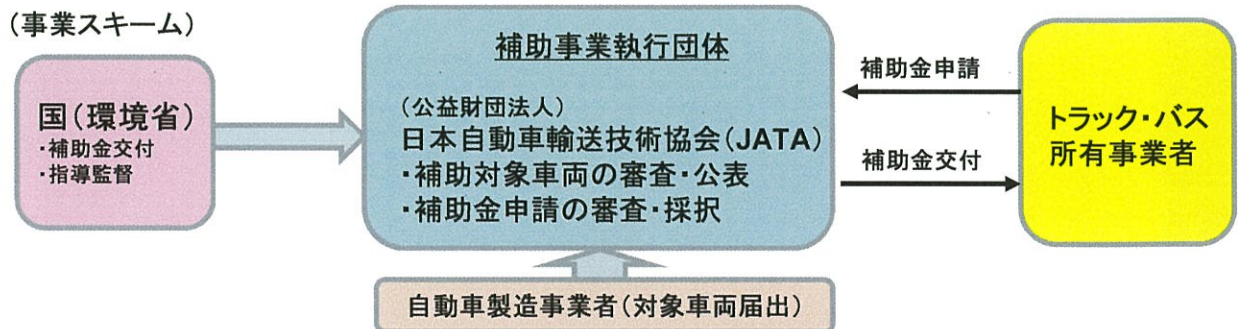 (事業スキーム)
国(環境省)
・補助金交付
・指導監督
補助事業執行団体
(公益財団法人)
日本自動車輸送技術協会(JATA)
・補助対象車両の審査・公表
・補助金申請の審査・採択
補助金申請
補助金交付
トラック・バス
所有事業者
自動車製造事業者(対象車両届出)